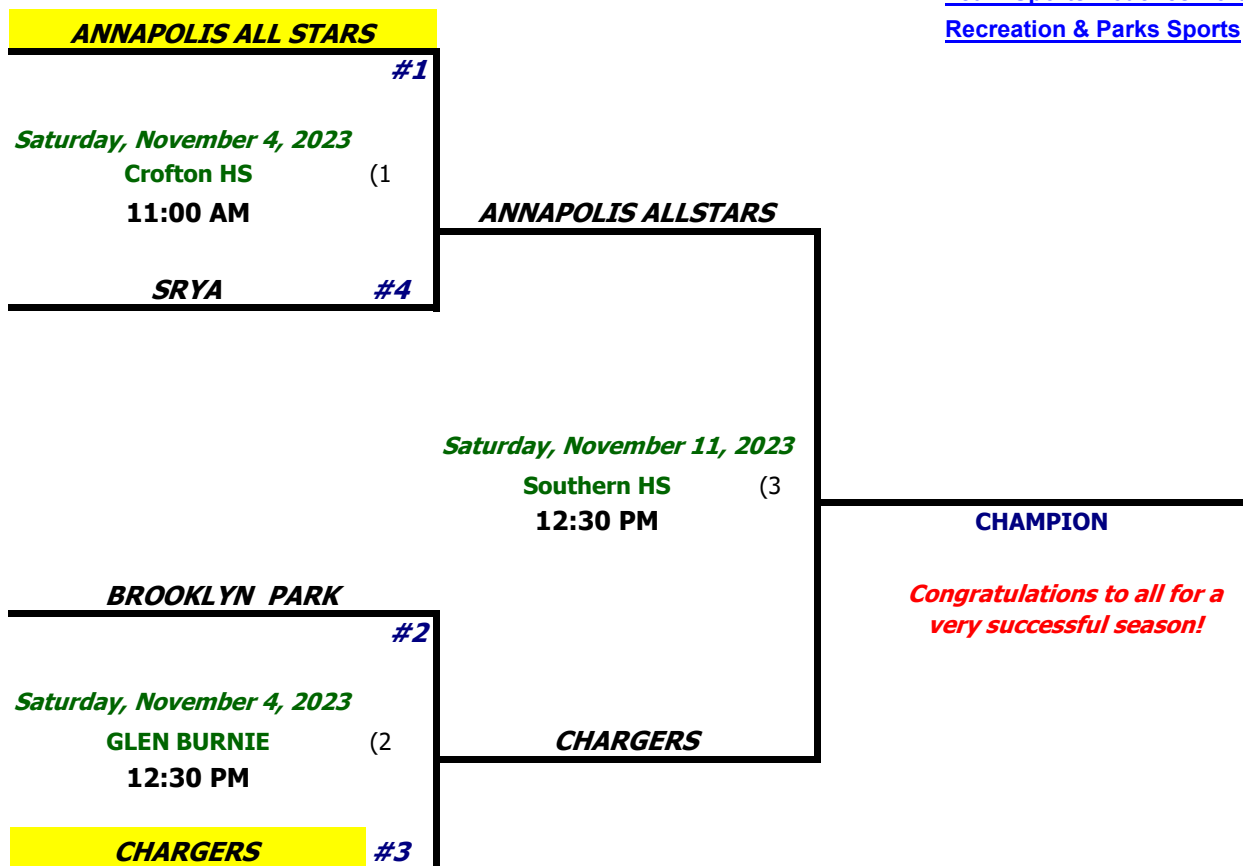 Recreation & Parks Sports
ANNAPOLIS ALL STARS
#1
Saturday, November 4, 2023
Crofton HS (1
11:00 AM
ANNAPOLIS ALLSTARS
SRYA #4
Saturday, November 11, 2023
Southern HS (3
12:30 PM
CHAMPION
Congratulations to all for a
very successful season!
BROOKLYN PARK
#2
Saturday, November 4, 2023
GLEN BURNIE (2
12:30 PM
CHARGERS
CHARGERS #3